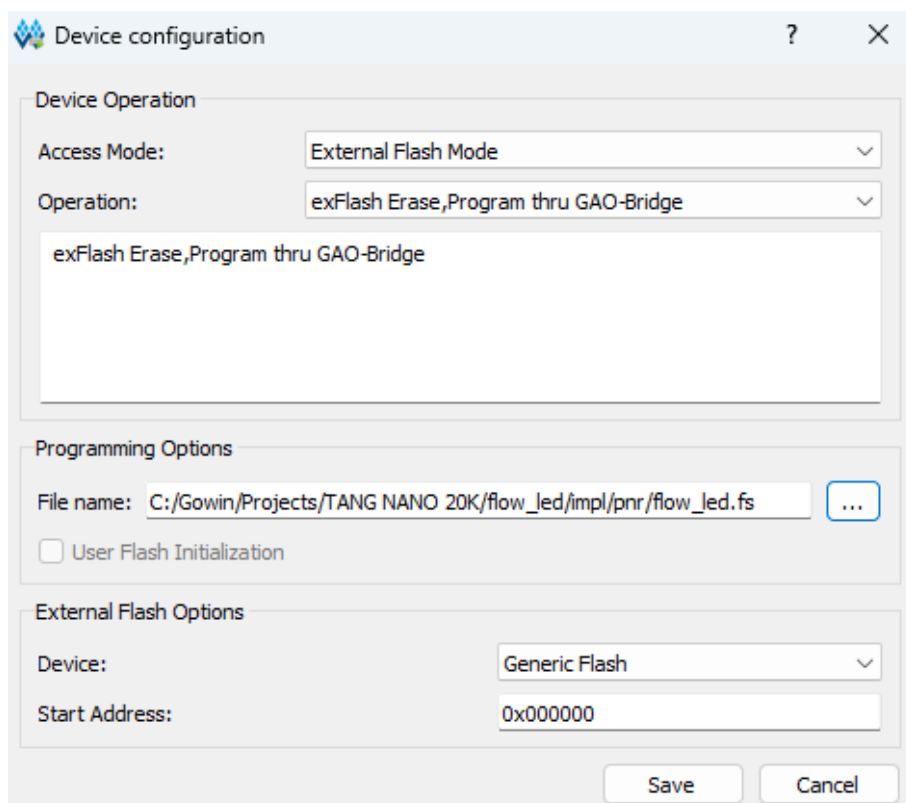 Device configuration ? ×
Device Operation
Access Mode: External Flash Mode
Operation: exFlash Erase,Program thru GAO-Bridge
exFlash Erase,Program thru GAO-Bridge
Programming Options
File name: C:/Gowin/Projects/TANG NANO 20K/flow_led/impl/pnr/flow_led.fs ...
User Flash Initialization
External Flash Options
Device: Generic Flash
Start Address: 0x000000
Save Cancel